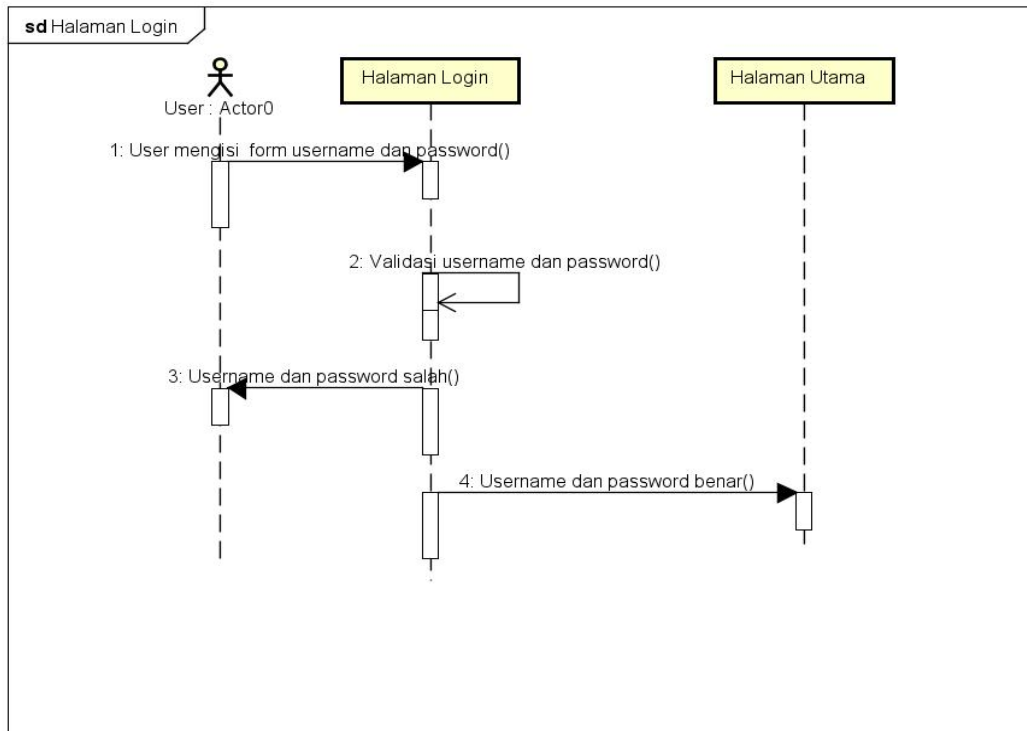 sd Halaman Login
Halaman Login
Halaman Utama
User : Actor0
1: User mengisi  form username dan password()
2: Validasi username dan password()
3: Username dan password salah()
4: Username dan password benar()